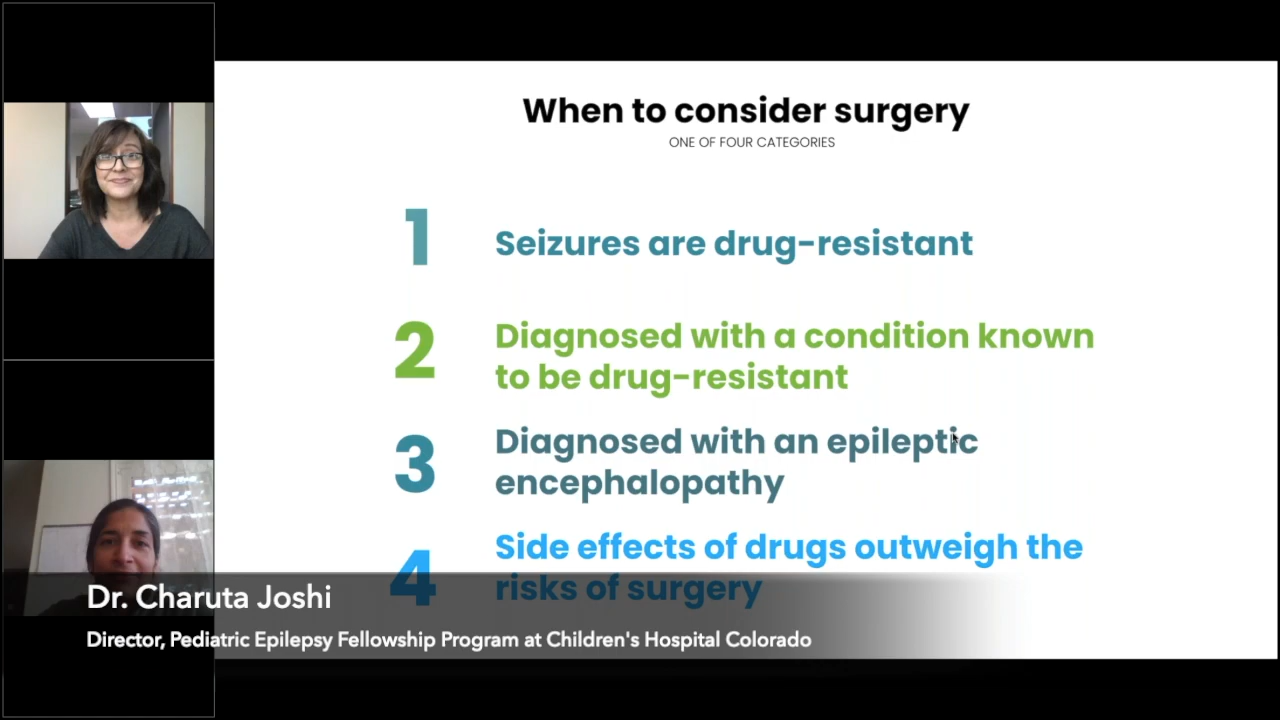 When to consider surgery
ONE OF FOUR CATEGORIES
1
Seizures are drug-resistant
2
Diagnosed with a condition known
to be drug-resistant
3
Diagnosed with an epileptic
encephalopathy
4
Side effects of drugs outweigh the
risks of surgery
Dr. Charuta Joshi
Director, Pediatric Epilepsy Fellowship Program at Children's Hospital Colorado